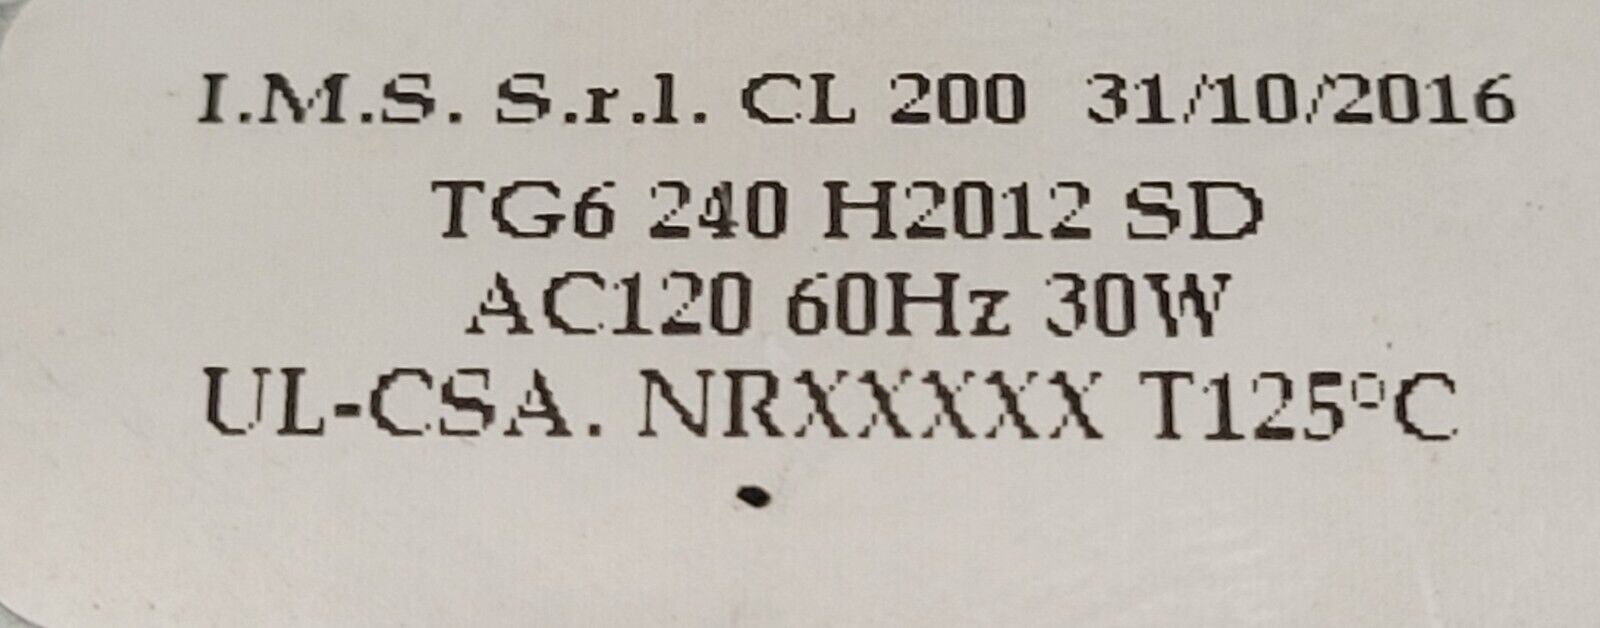 I.M.S. S.r.l. CL 200 31/10/2016
TG6 240 H2012 SD
AC120 60Hz 30W
UL-CSA. NRXXXXX T125°C